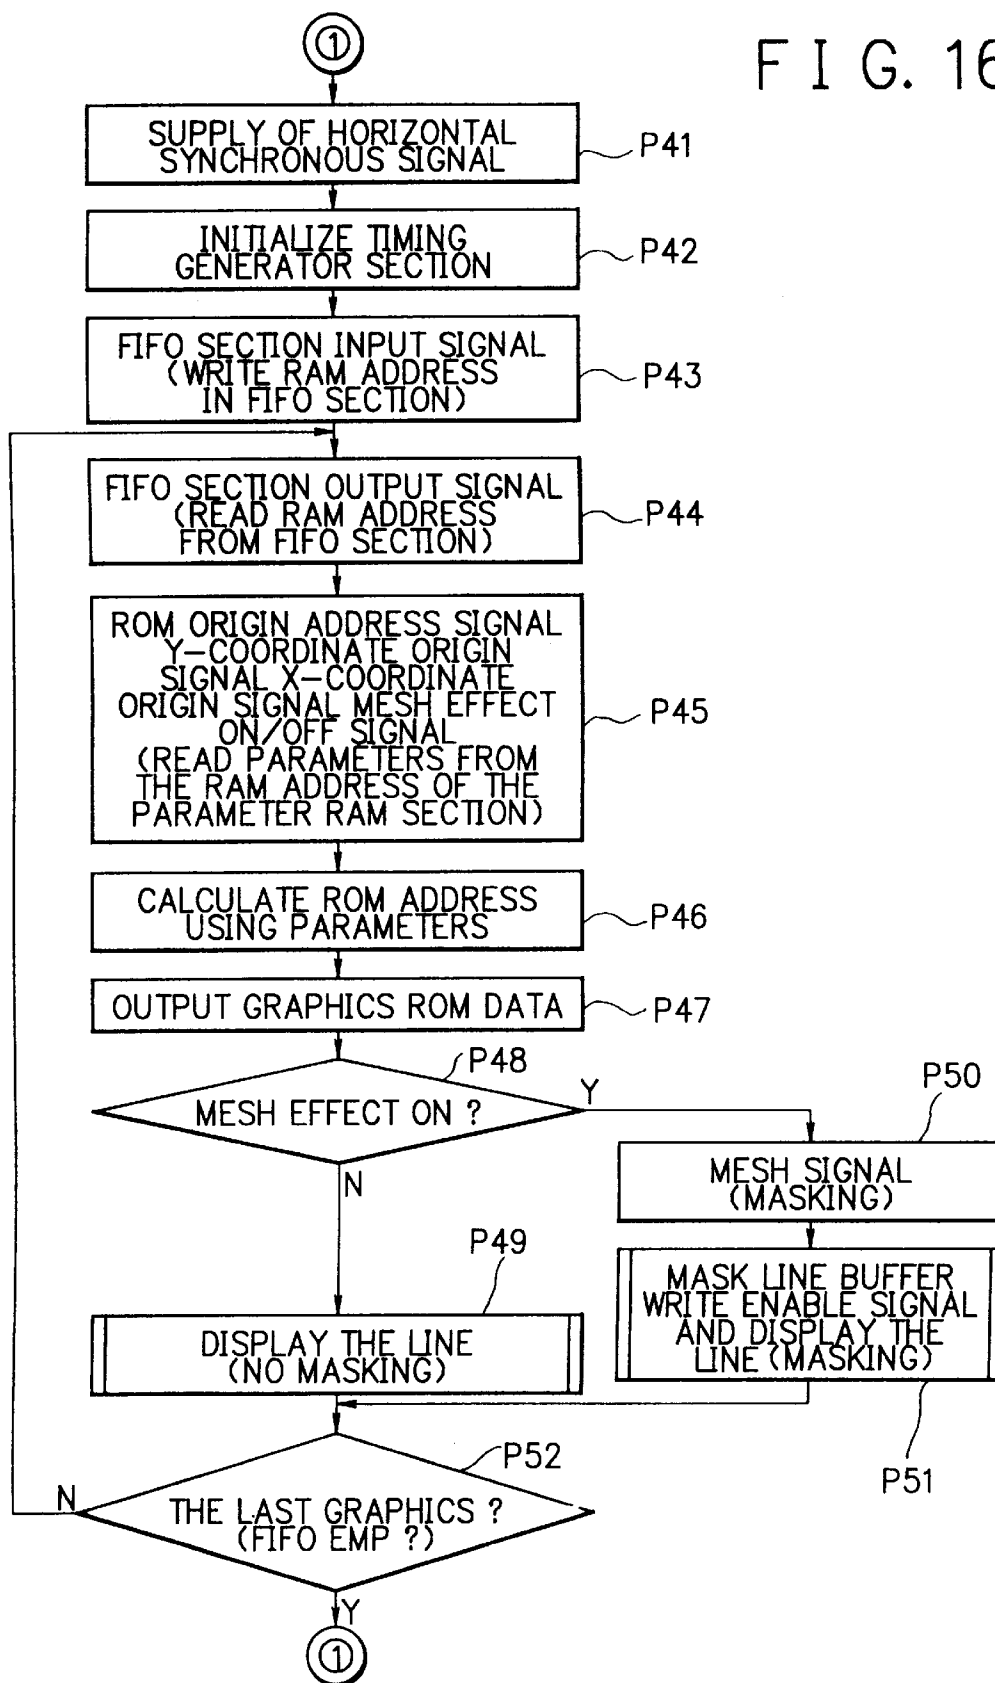 ①
F I G. 16
SUPPLY OF HORIZONTAL
SYNCHRONOUS SIGNAL
P41
INITIALIZE TIMING
GENERATOR SECTION
P42
FIFO SECTION INPUT SIGNAL
(WRITE RAM ADDRESS
IN FIFO SECTION)
P43
FIFO SECTION OUTPUT SIGNAL
(READ RAM ADDRESS
FROM FIFO SECTION)
P44
ROM ORIGIN ADDRESS SIGNAL
Y-COORDINATE ORIGIN
SIGNAL X-COORDINATE
ORIGIN SIGNAL MESH EFFECT
ON/OFF SIGNAL
(READ PARAMETERS FROM
THE RAM ADDRESS OF THE
PARAMETER RAM SECTION)
P45
CALCULATE ROM ADDRESS
USING PARAMETERS
P46
OUTPUT GRAPHICS ROM DATA
P47
P48
MESH EFFECT ON ?
Y
N
P50
MESH SIGNAL
(MASKING)
P49
DISPLAY THE LINE
(NO MASKING)
MASK LINE BUFFER
WRITE ENABLE SIGNAL
AND DISPLAY THE
LINE (MASKING)
P51
P52
THE LAST GRAPHICS ?
(FIFO EMP ?)
N
Y
①